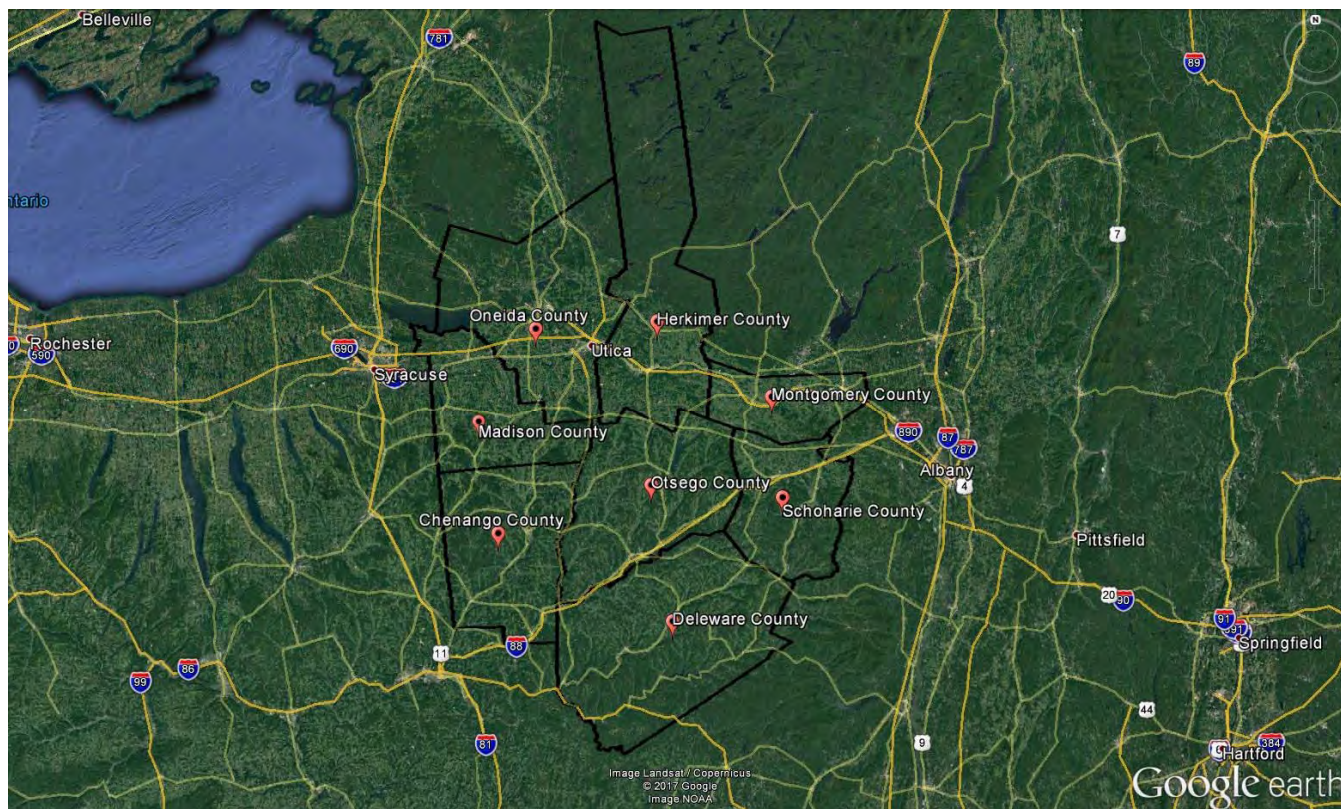 Belleville
781
N
89
ntario
7
Oneida County
Herkimer County
Rochester
590
690
Utica
Syracuse
Montgomery County
Madison County
890
87
787
Albany
4
Otsego County
Schoharie County
Chenango County
Pittsfield
20
90
Deleware County
91
391
Springfield
11
88
86
99
44
81
9
384
Hartford
Image Landsat / Copernicus
© 2017 Google
Image NOAA
Google earth